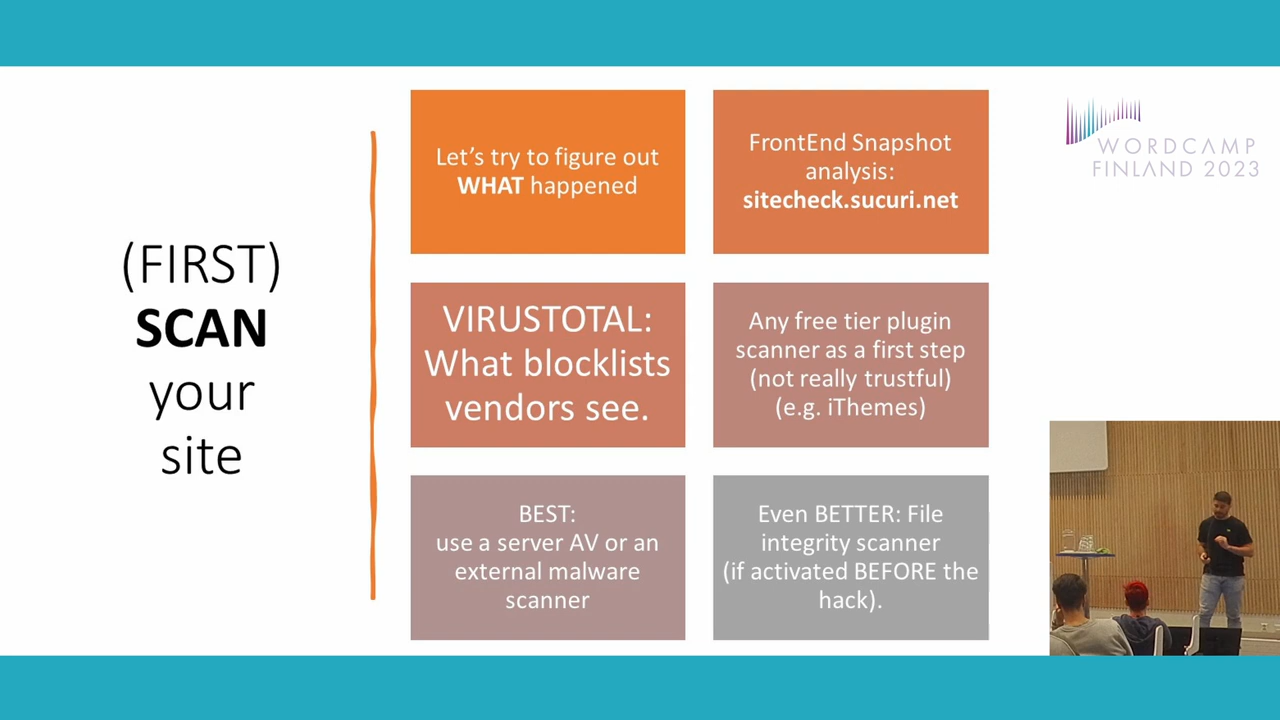 (FIRST)
SCAN
your
site
Let’s try to figure out
WHAT happened
FrontEnd Snapshot
analysis:
sitecheck.sucuri.net
VIRUSTOTAL:
What blocklists
vendors see.
Any free tier plugin
scanner as a first step
(not really trustful)
(e.g. iThemes)
BEST:
use a server AV or an
external malware
scanner
Even BETTER: File
integrity scanner
(if activated BEFORE the
hack).
WORDCAMP
FINLAND 2023